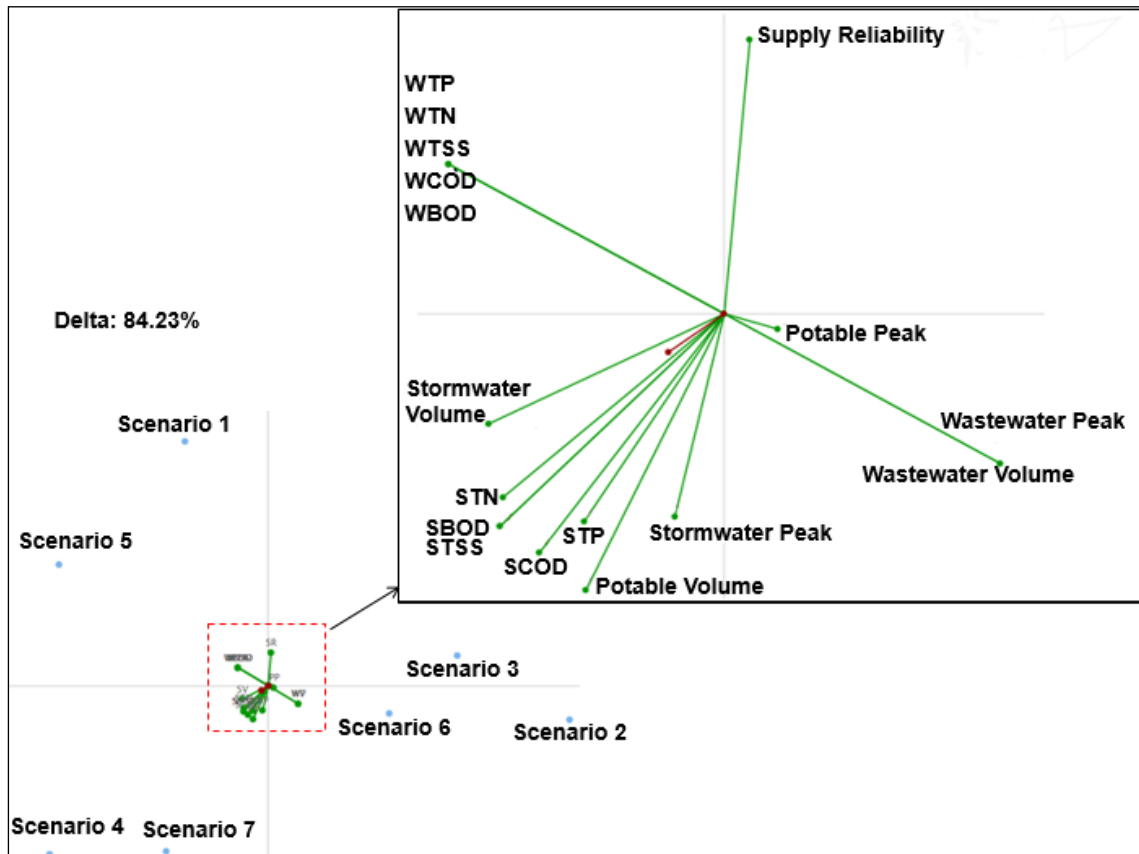 Supply Reliability
WTP
WTN
WTSS
WCOD
WBOD
Potable Peak
Delta: 84.23%
Stormwater
Volume
Wastewater Peak
Scenario 1
Wastewater Volume
STN
SBOD
STSS
STP
Stormwater Peak
SCOD
Scenario 5
Potable Volume
SR
Scenario 3
PP
SV
WV
Scenario 6
Scenario 2
Scenario 4
Scenario 7